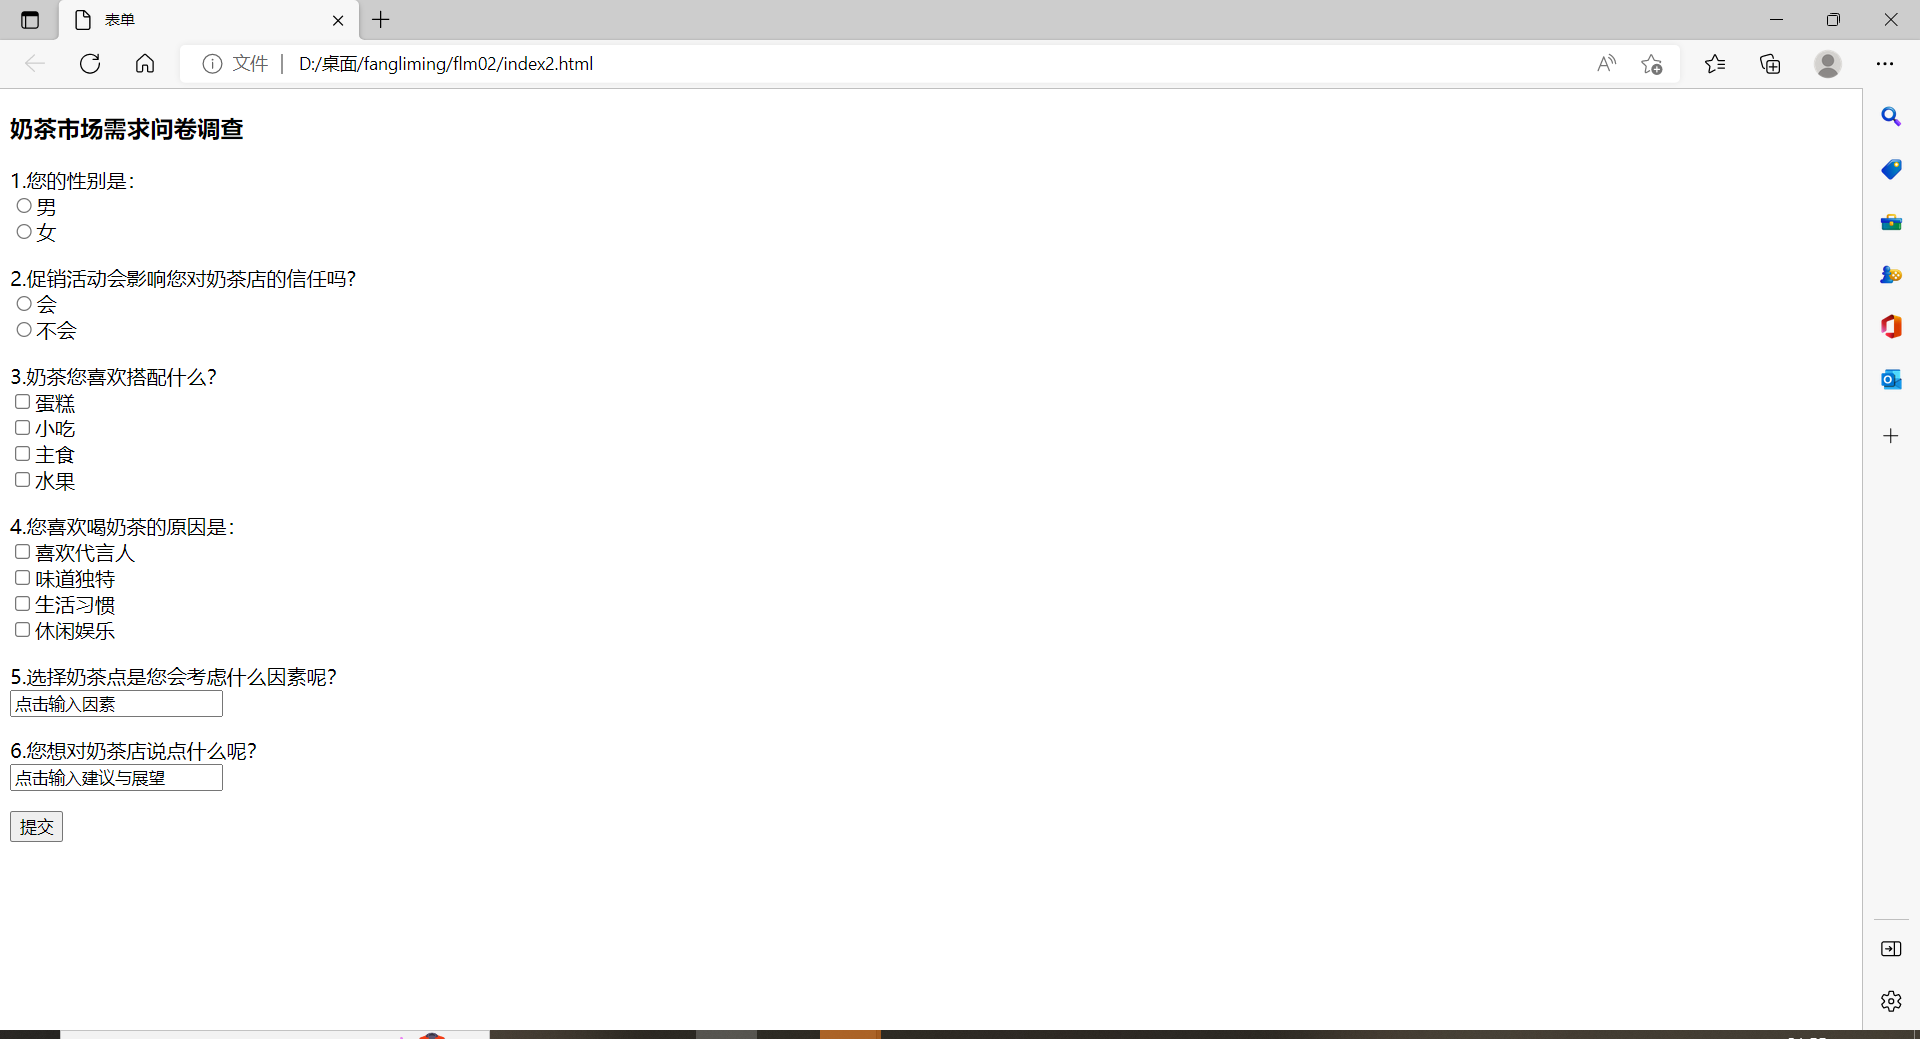 表单
文件
D:/桌面/fangliming/flm02/index2.html
奶茶市场需求问卷调查
1.您的性别是：
男
女
2.促销活动会影响您对奶茶店的信任吗？
会
不会
3.奶茶您喜欢搭配什么？
蛋糕
小吃
主食
水果
4.您喜欢喝奶茶的原因是：
喜欢代言人
味道独特
生活习惯
休闲娱乐
5.选择奶茶点是您会考虑什么因素呢？
点击输入因素
6.您想对奶茶店说点什么呢？
点击输入建议与展望
提交